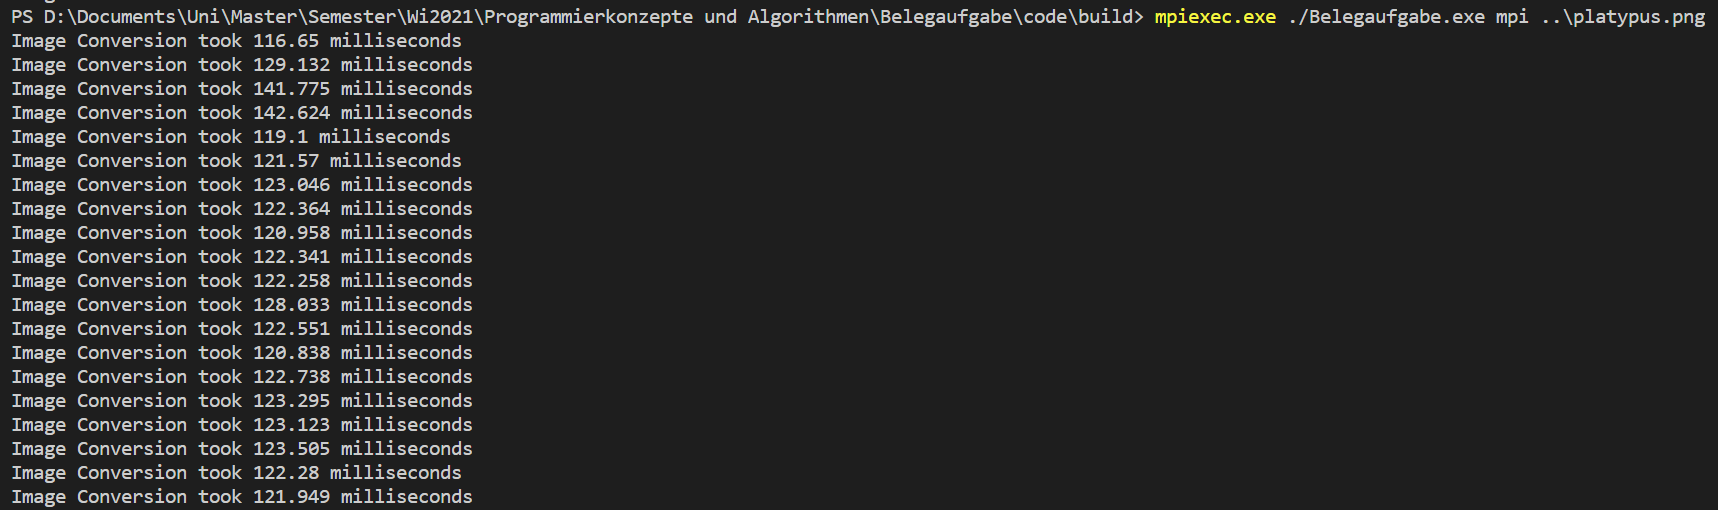 PS D:\Documents\Uni\Master\Semester\Wi2021\Programmierkonzepte und Algorithmen\Belegaufgabe\code\build> mpiexec.exe ./Belegaufgabe.exe mpi ..\platypus.png
Image Conversion took 116.65 milliseconds
Image Conversion took 129.132 milliseconds
Image Conversion took 141.775 milliseconds
Image Conversion took 142.624 milliseconds
Image Conversion took 119.1 milliseconds
Image Conversion took 121.57 milliseconds
Image Conversion took 123.046 milliseconds
Image Conversion took 122.364 milliseconds
Image Conversion took 120.958 milliseconds
Image Conversion took 122.341 milliseconds
Image Conversion took 122.258 milliseconds
Image Conversion took 128.033 milliseconds
Image Conversion took 122.551 milliseconds
Image Conversion took 120.838 milliseconds
Image Conversion took 122.738 milliseconds
Image Conversion took 123.295 milliseconds
Image Conversion took 123.123 milliseconds
Image Conversion took 123.505 milliseconds
Image Conversion took 122.28 milliseconds
Image Conversion took 121.949 milliseconds